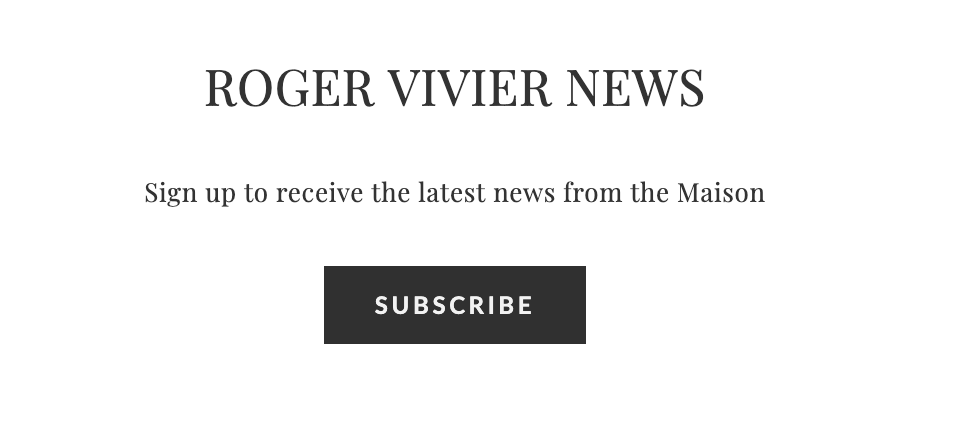 ROGER VIVIER NEWS
Sign up to receive the latest news from the Maison
SUBSCRIBE